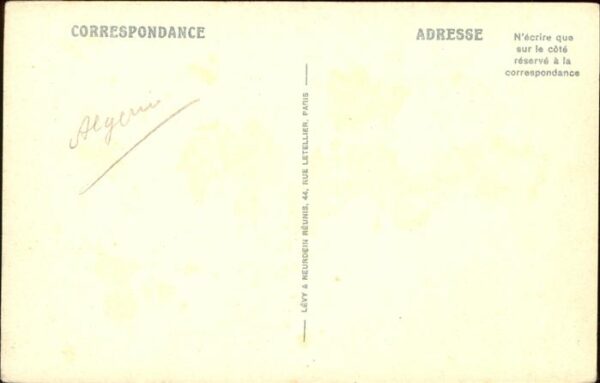 CORRESPONDANCE
ADRESSE
N'écrire que
sur le côté
réservé à la
correspondance
Algerie
LÉVY & NEURDEIN RÉUNIS, 44, RUE LETELLIER, PARIS